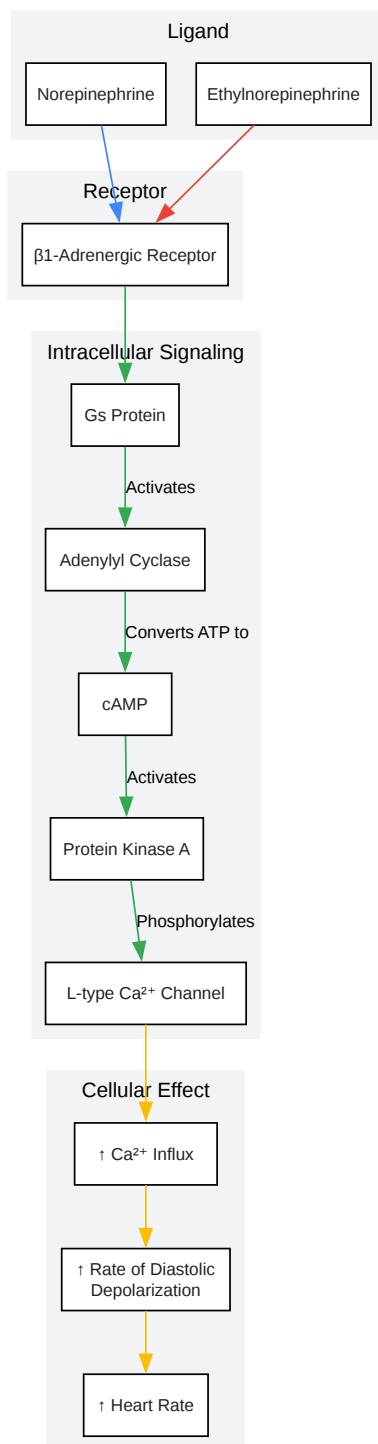 Ligand
Norepinephrine
Ethylnorepinephrine
Receptor
β1-Adrenergic Receptor
Intracellular Signaling
Gs Protein
Activates
Adenylyl Cyclase
Converts ATP to
cAMP
Activates
Protein Kinase A
Phosphorylates
L-type Ca²⁺ Channel
Cellular Effect
↑ Ca²⁺ Influx
↑ Rate of Diastolic
Depolarization
↑ Heart Rate